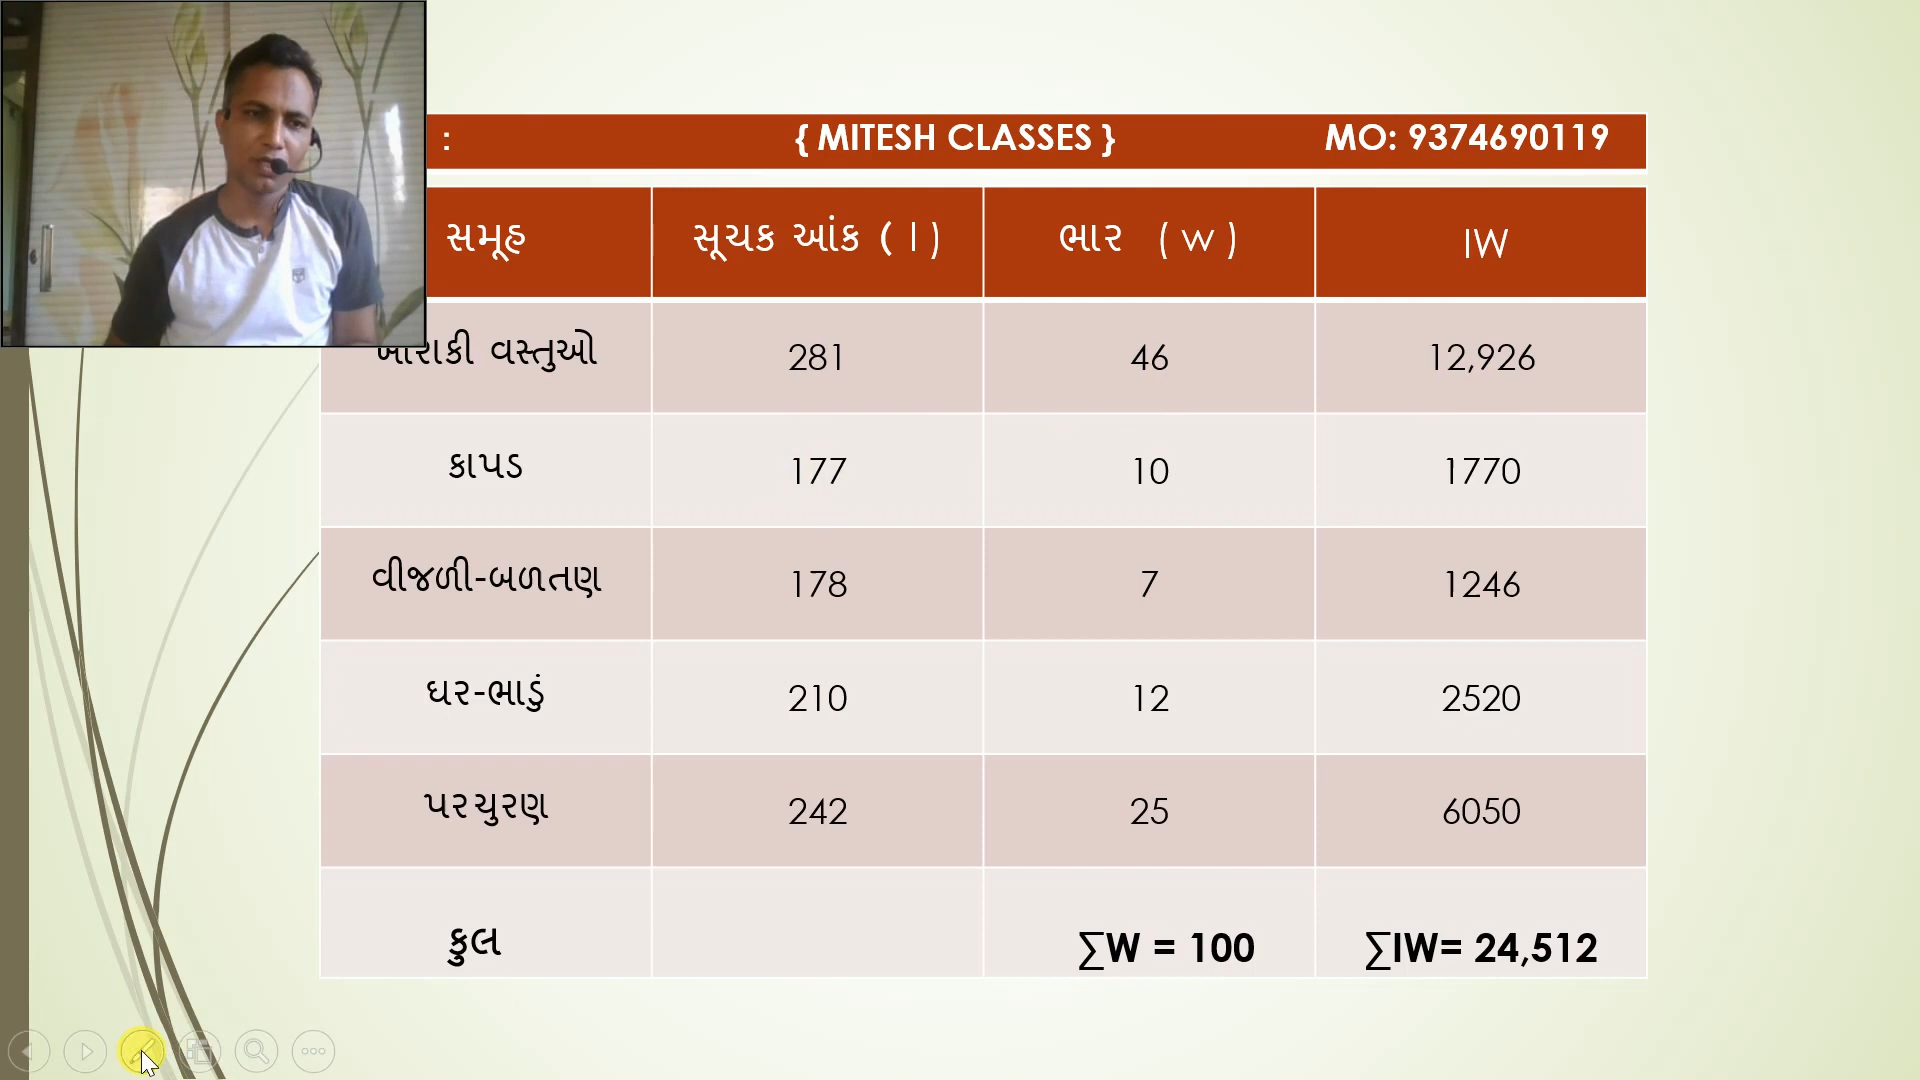 : { MITESH CLASSES } MO: 9374690119
સમૂહ સૂચક આંક ( I ) ભાર ( w ) IW
ખોરાકી વસ્તુઓ 281 46 12,926
કાપડ 177 10 1770
વીજળી-બળતણ 178 7 1246
ઘર-ભાડું 210 12 2520
પરચુરણ 242 25 6050
કુલ ∑W = 100 ∑IW= 24,512